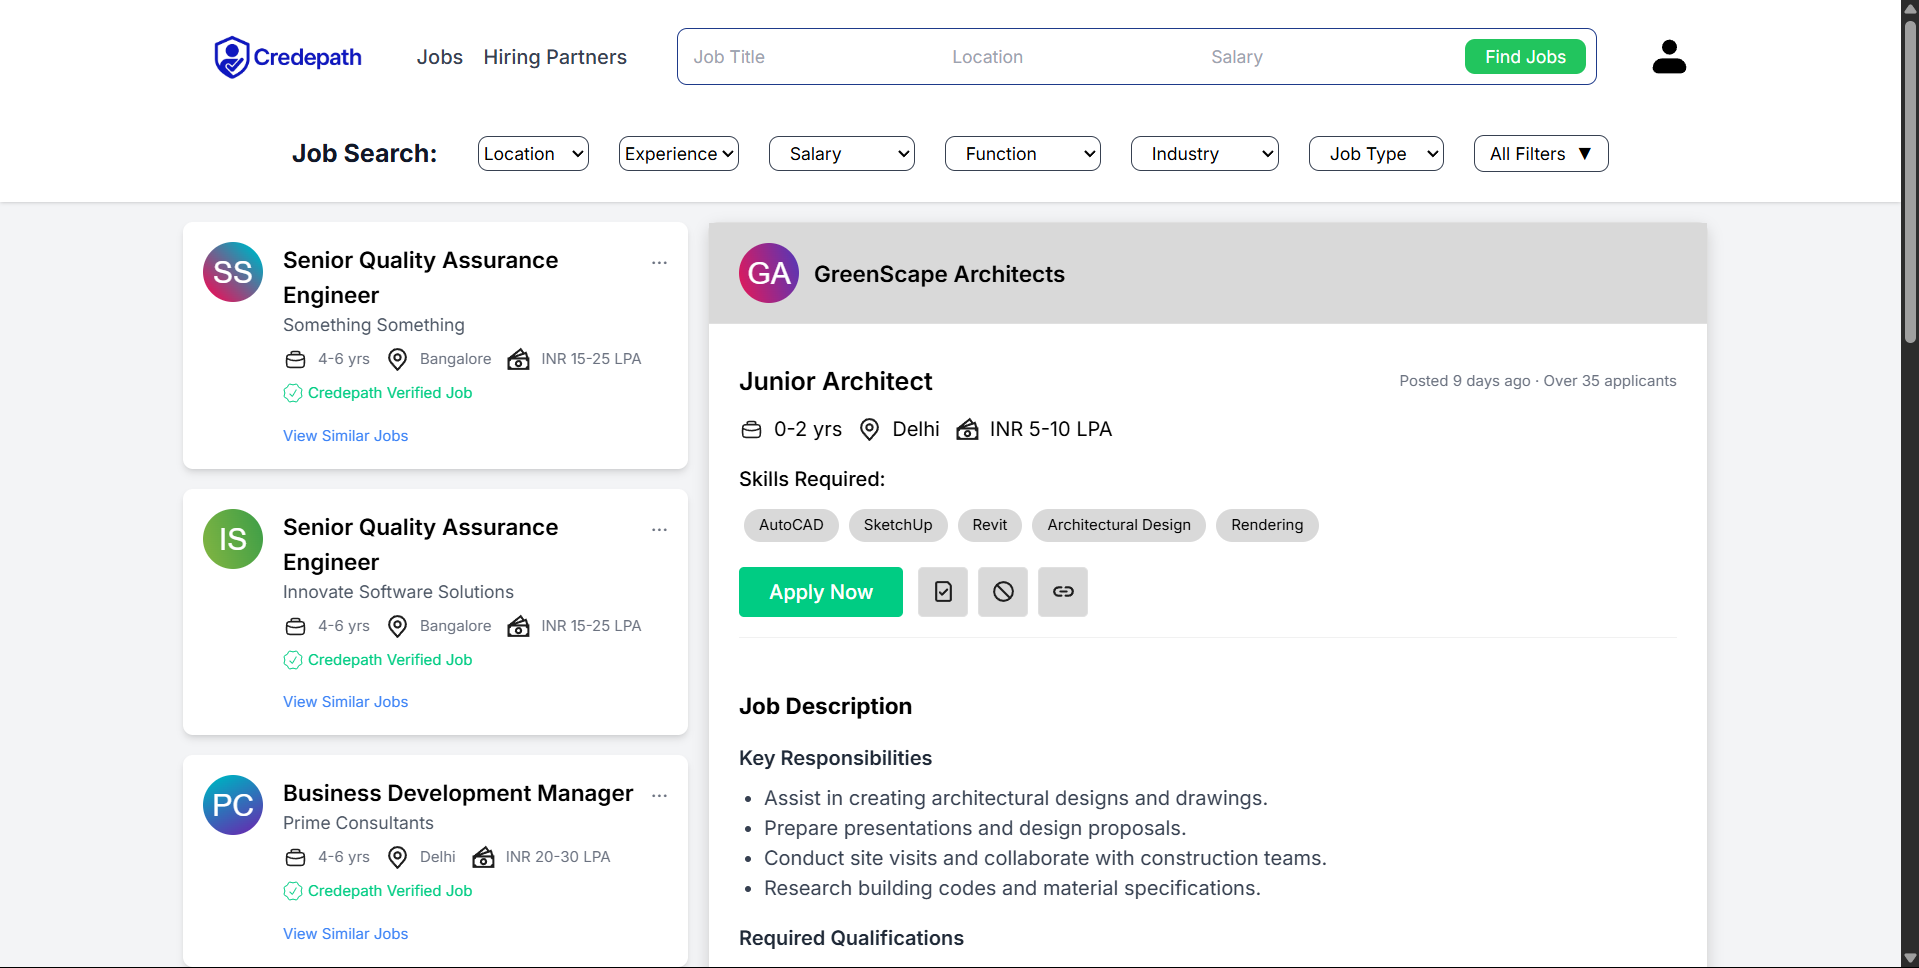 Credepath
Jobs
Hiring Partners
Job Title
Location
Salary
Find Jobs
Job Search:
Location
Experience
Salary
Function
Industry
Job Type
All Filters ▼
SS
Senior Quality Assurance
Engineer
...
Something Something
4-6 yrs
Bangalore
INR 15-25 LPA
Credepath Verified Job
View Similar Jobs
IS
Senior Quality Assurance
Engineer
...
Innovate Software Solutions
4-6 yrs
Bangalore
INR 15-25 LPA
Credepath Verified Job
View Similar Jobs
PC
Business Development Manager
...
Prime Consultants
4-6 yrs
Delhi
INR 20-30 LPA
Credepath Verified Job
View Similar Jobs
GA
GreenScape Architects
Junior Architect
Posted 9 days ago · Over 35 applicants
0-2 yrs
Delhi
INR 5-10 LPA
Skills Required:
AutoCAD
SketchUp
Revit
Architectural Design
Rendering
Apply Now
Job Description
Key Responsibilities
• Assist in creating architectural designs and drawings.
• Prepare presentations and design proposals.
• Conduct site visits and collaborate with construction teams.
• Research building codes and material specifications.
Required Qualifications